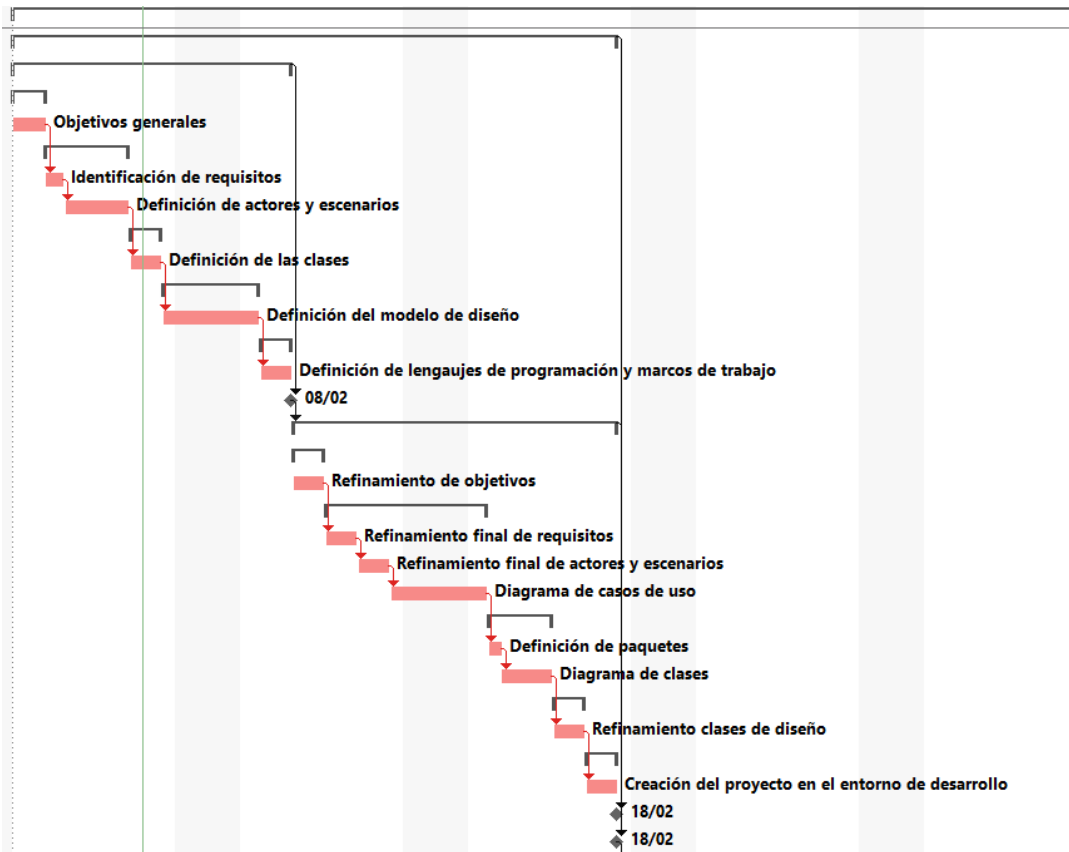 Objetivos generales
Identificación de requisitos
Definición de actores y escenarios
Definición de las clases
Definición del modelo de diseño
Definición de lengaujes de programación y marcos de trabajo
08/02
Refinamiento de objetivos
Refinamiento final de requisitos
Refinamiento final de actores y escenarios
Diagrama de casos de uso
Definición de paquetes
Diagrama de clases
Refinamiento clases de diseño
Creación del proyecto en el entorno de desarrollo
18/02
18/02